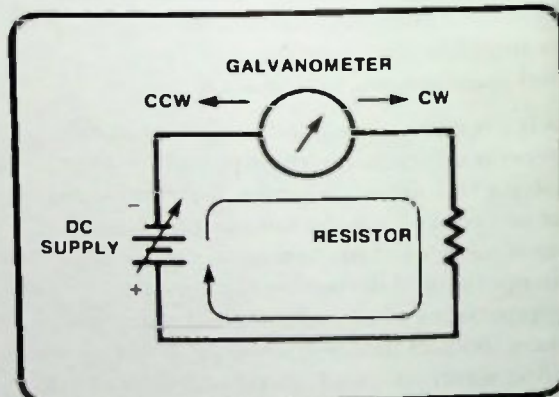 GALVANOMETER
CCW CW
-
DC
SUPPLY
+
RESISTOR